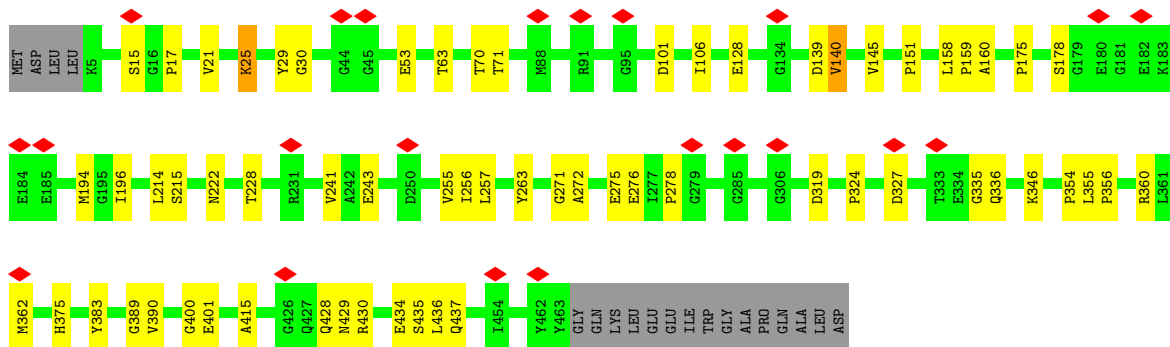 MET ASP LEU LEU K5 S15 G16 P17 V21 K25 Y29 G30 G44 G45 E53 T63 T70 T71 M88 R91 G95 D101 I106 E128 G134 D139 V140 V145 P151 L158 P159 A160 P175 S178 G179 E180 G181 E182 K183
E184 E185 M194 G195 I196 L214 S215 N222 T228 R231 V241 A242 E243 D250 V255 I256 L257 Y263 G271 A272 E275 E276 I277 P278 G279 G285 G306 D319 P324 D327 T333 E334 G335 Q336 K346 P354 L355 P356 R360 L361
M362 H375 Y383 G389 V390 G400 E401 A415 G426 Q427 Q428 N429 R430 E434 S435 L436 Q437 I454 Y462 Y463 GLY GLN LYS LEU GLU GLU ILE TRP GLY ALA PRO GLN ALA LEU ASP